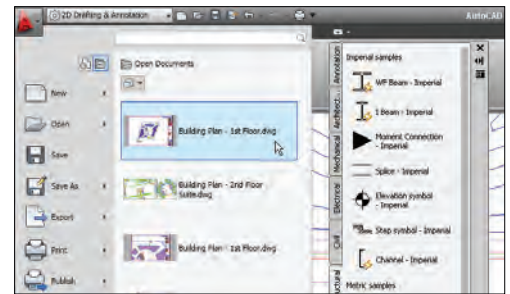 2D Drafting & Annotation
AutoCAD
Open Documents
New
Open
Save
Save As
Export
Print
Publish
Building Plan - 1st Floor.dwg
Building Plan - 2nd Floor
Suite.dwg
Building Plan - 1st Floor.dwg
Annotation
Architect...
Mechanical
Electrical
Civil
Imperial samples
WF Beam - Imperial
I Beam - Imperial
Moment Connection
- Imperial
Splice - Imperial
Elevation symbol
- Imperial
Step symbol - Imperial
Channel - Imperial
Metric samples